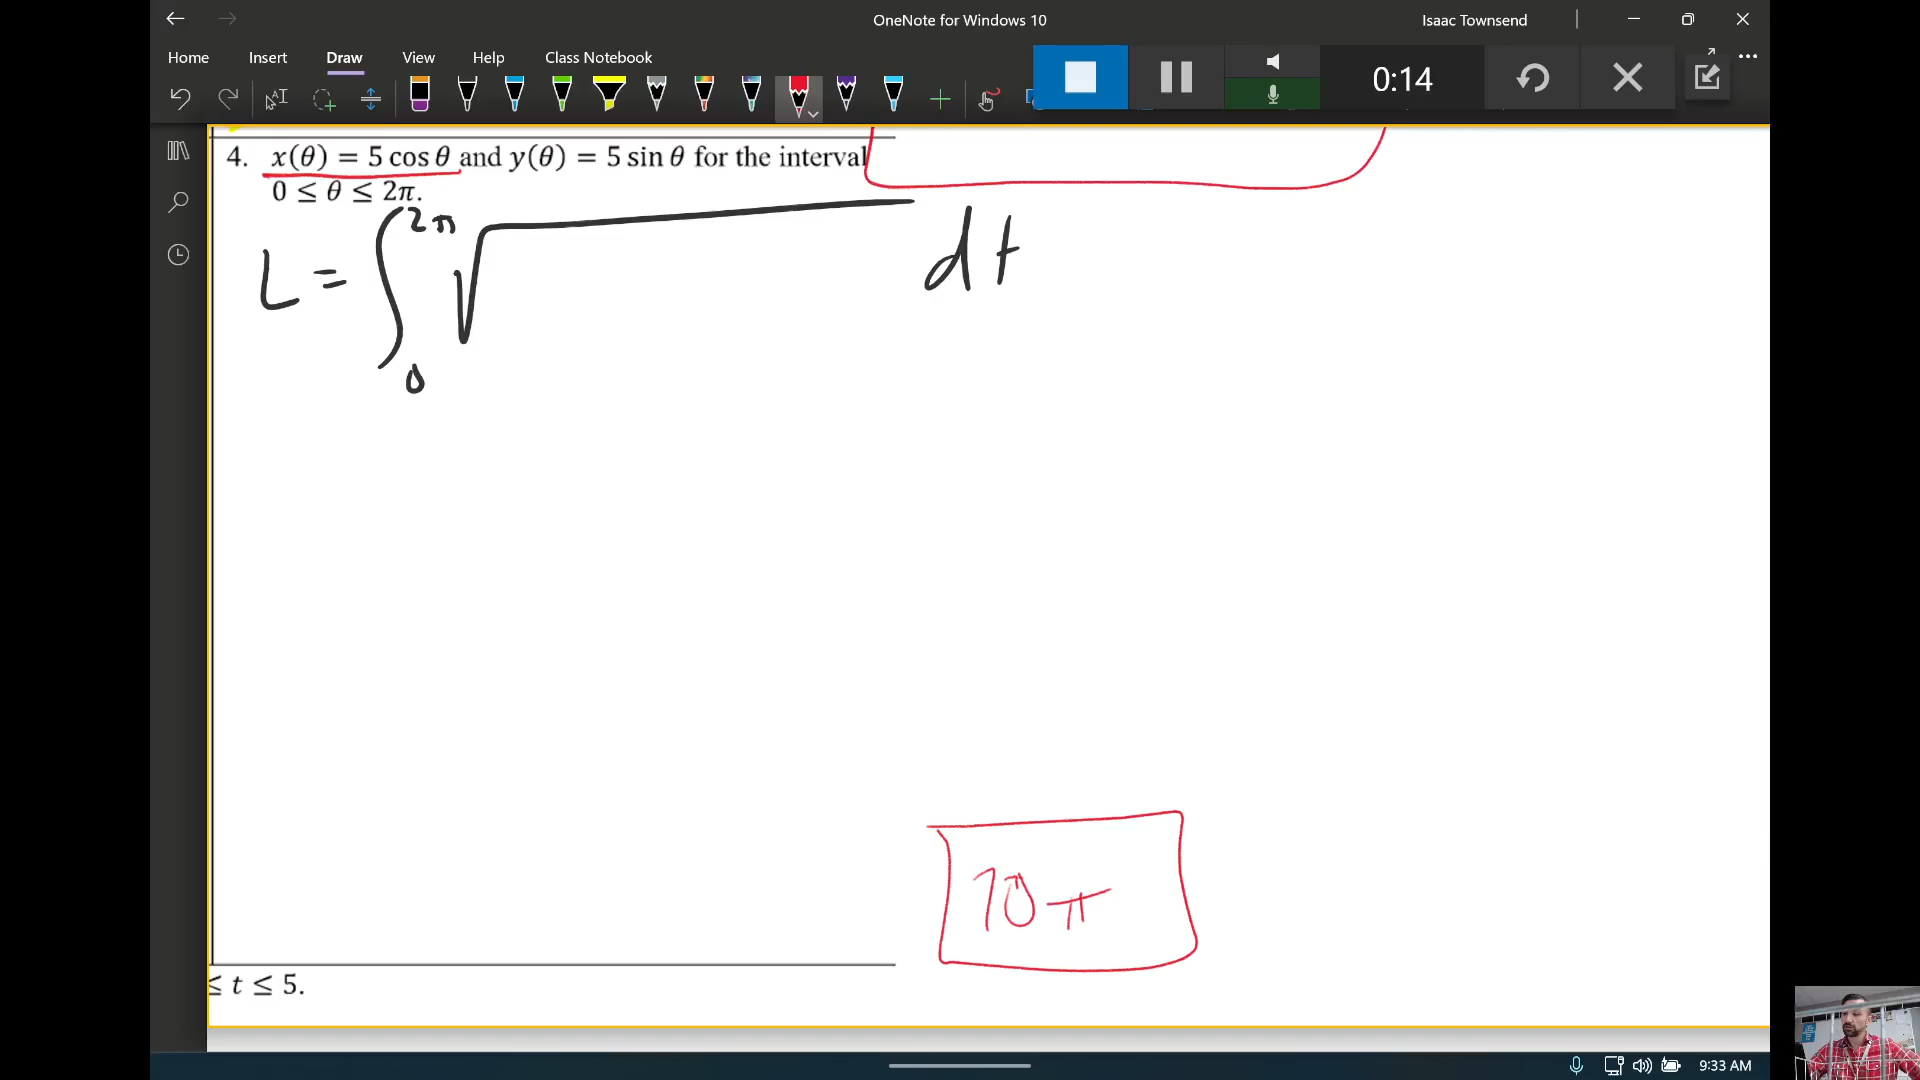 OneNote for Windows 10
Isaac Townsend
Home Insert Draw View Help Class Notebook
0:14
4. x(θ) = 5 cos θ and y(θ) = 5 sin θ for the interval
0 ≤ θ ≤ 2π.
L = ∫₀^2π √ dt
10π
≤ t ≤ 5.
9:33 AM